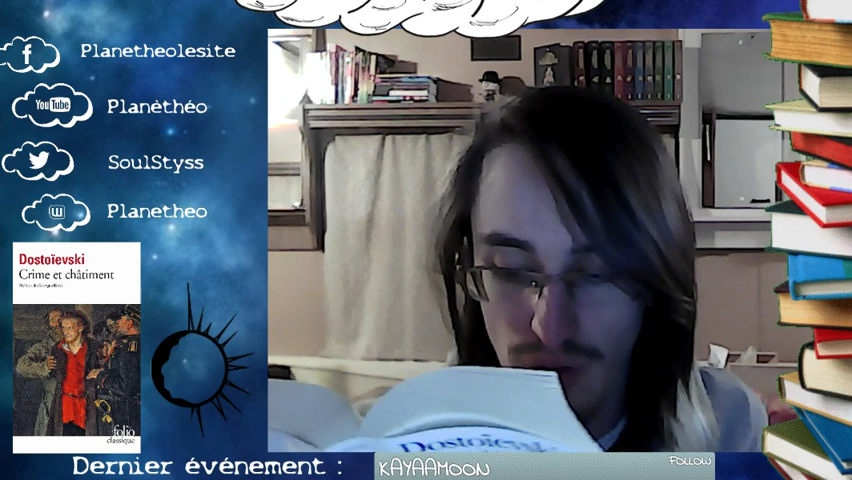 Planetheolesite
YouTube
Planèthéo
SoulStyss
Planetheo
Dostoïevski
Crime et châtiment
folio
classique
Dostoïevski
Dernier événement :
KAYAAMOON
FOLLOW